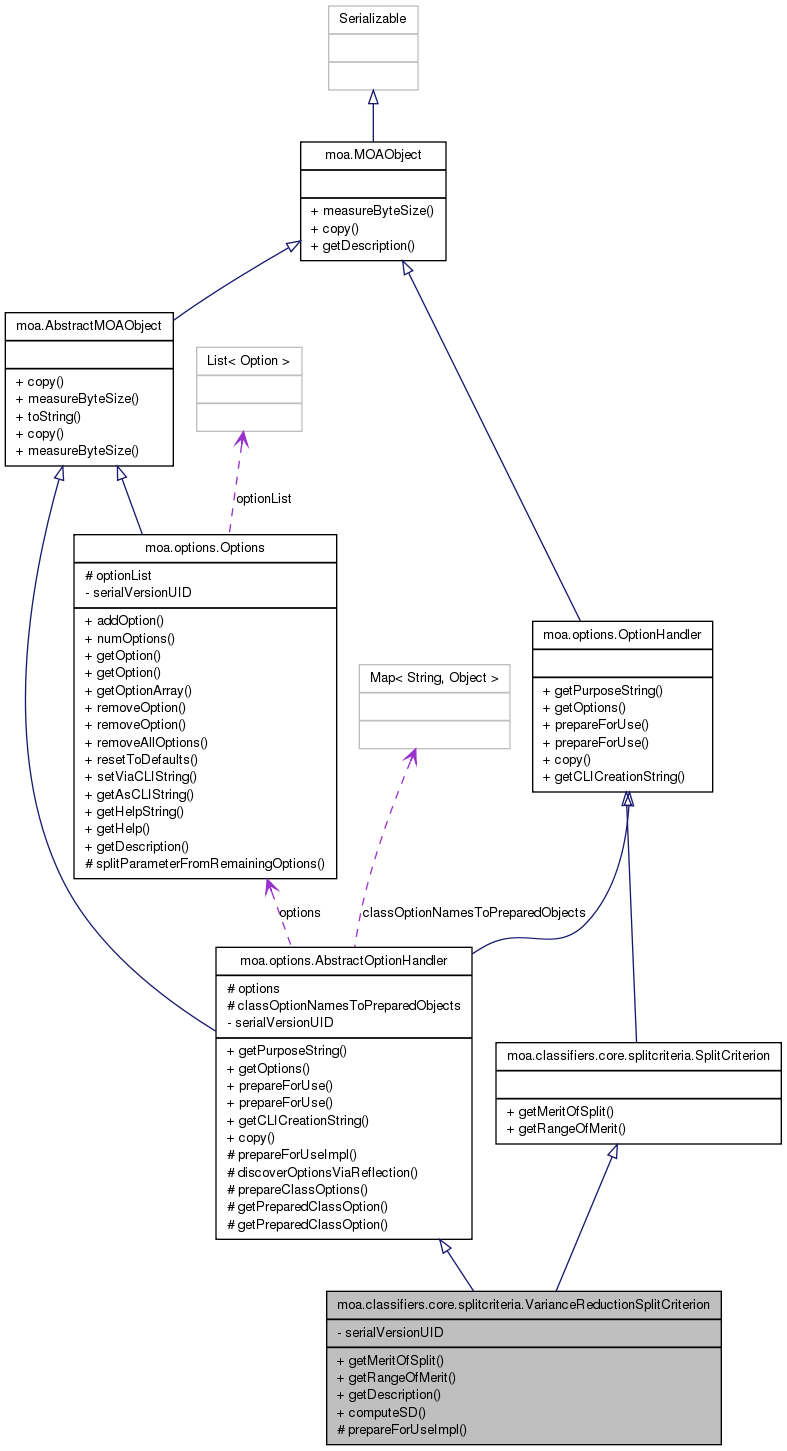 Serializable
moa.MOAObject
+ measureByteSize()
+ copy()
+ getDescription()
moa.AbstractMOAObject
+ copy()
+ measureByteSize()
+ toString()
+ copy()
+ measureByteSize()
List< Option >
optionList
moa.options.Options
# optionList
- serialVersionUID
+ addOption()
+ numOptions()
+ getOption()
+ getOption()
+ getOptionArray()
+ removeOption()
+ removeOption()
+ removeAllOptions()
+ resetToDefaults()
+ setViaCLIString()
+ getAsCLIString()
+ getHelpString()
+ getHelp()
+ getDescription()
# splitParameterFromRemainingOptions()
moa.options.OptionHandler
+ getPurposeString()
+ getOptions()
+ prepareForUse()
+ prepareForUse()
+ copy()
+ getCLICreationString()
Map< String, Object >
options
classOptionNamesToPreparedObjects
moa.options.AbstractOptionHandler
# options
# classOptionNamesToPreparedObjects
- serialVersionUID
+ getPurposeString()
+ getOptions()
+ prepareForUse()
+ prepareForUse()
+ getCLICreationString()
+ copy()
# prepareForUseImpl()
# discoverOptionsViaReflection()
# prepareClassOptions()
# getPreparedClassOption()
# getPreparedClassOption()
moa.classifiers.core.splitcriteria.SplitCriterion
+ getMeritOfSplit()
+ getRangeOfMerit()
moa.classifiers.core.splitcriteria.VarianceReductionSplitCriterion
- serialVersionUID
+ getMeritOfSplit()
+ getRangeOfMerit()
+ getDescription()
+ computeSD()
# prepareForUseImpl()